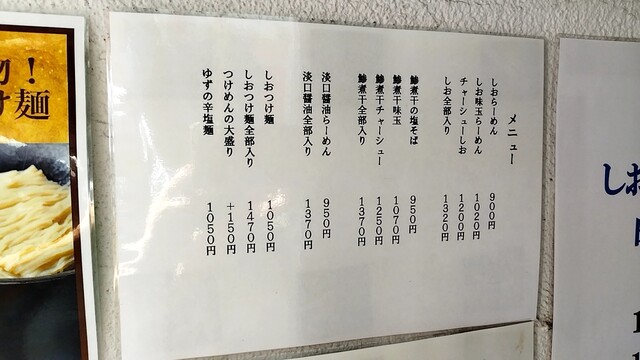 メニュー
しおらーめん 900円
しお味玉らーめん 1020円
チャーシューしお 1200円
しお全部入り 1320円
鯵煮干の塩そば 950円
鯵煮干味玉 1070円
鯵煮干チャーシュー 1250円
鯵煮干全部入り 1370円
淡口醤油らーめん 950円
淡口醤油全部入り 1370円
しおつけ麺 1050円
しおつけ麺全部入り 1470円
つけめんの大盛り +150円
ゆずの辛塩麺 1050円
!
け麺
しお